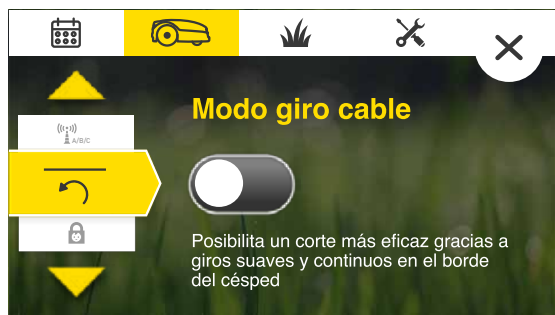 A/B/C
Modo giro cable
Posibilita un corte más eficaz gracias a
giros suaves y continuos en el borde
del césped